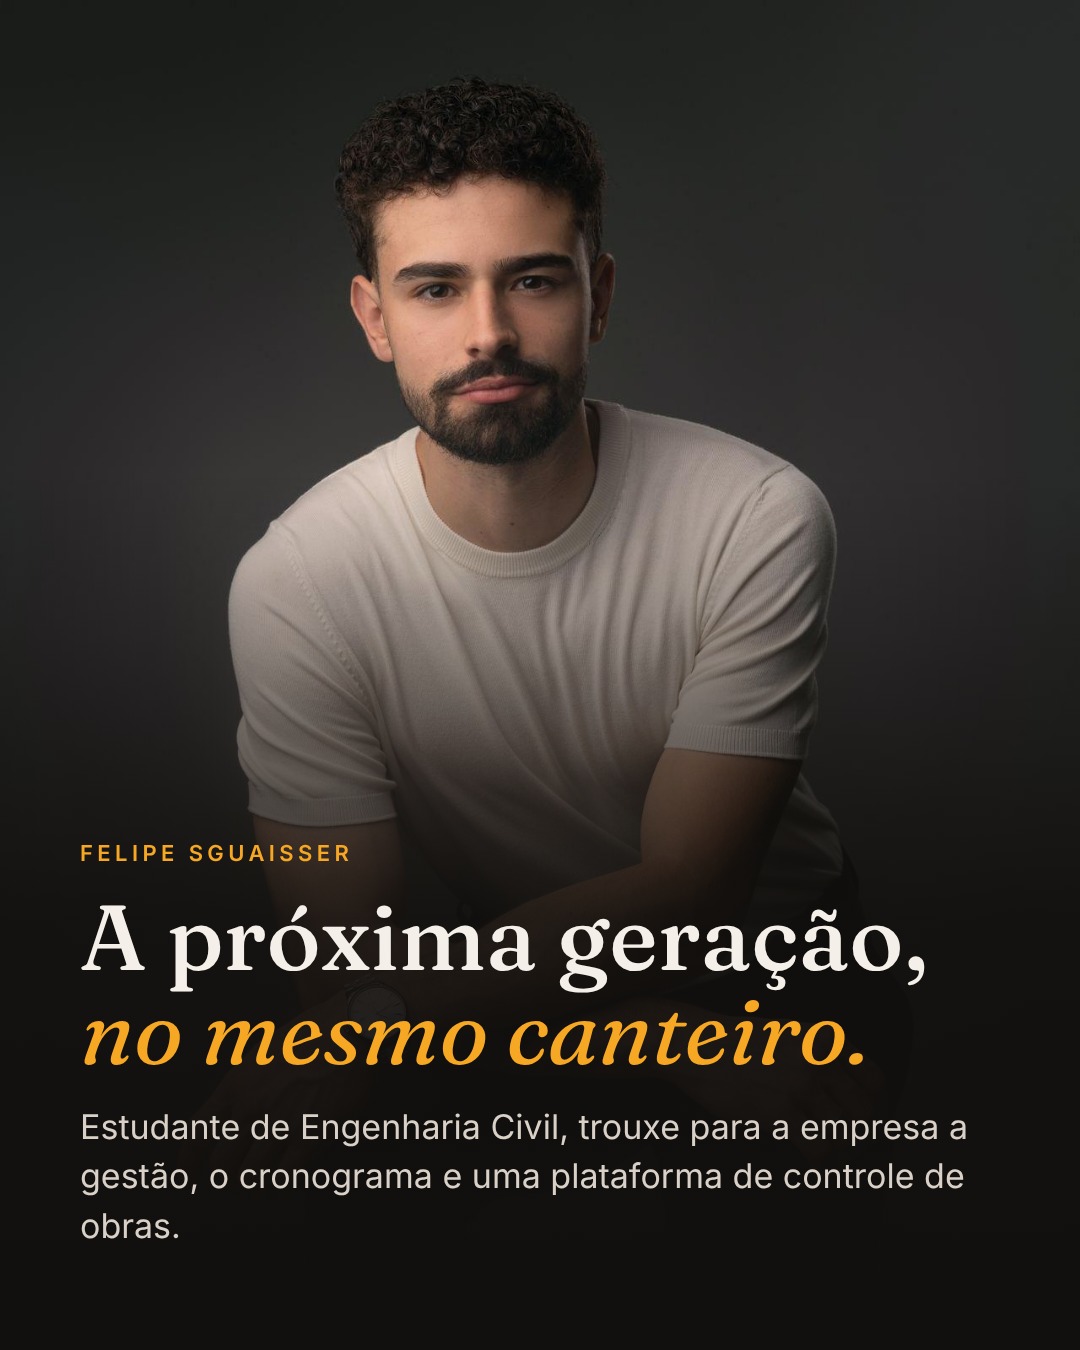 FELIPE SGUAISSER
A próxima geração,
no mesmo canteiro.
Estudante de Engenharia Civil, trouxe para a empresa a
gestão, o cronograma e uma plataforma de controle de
obras.